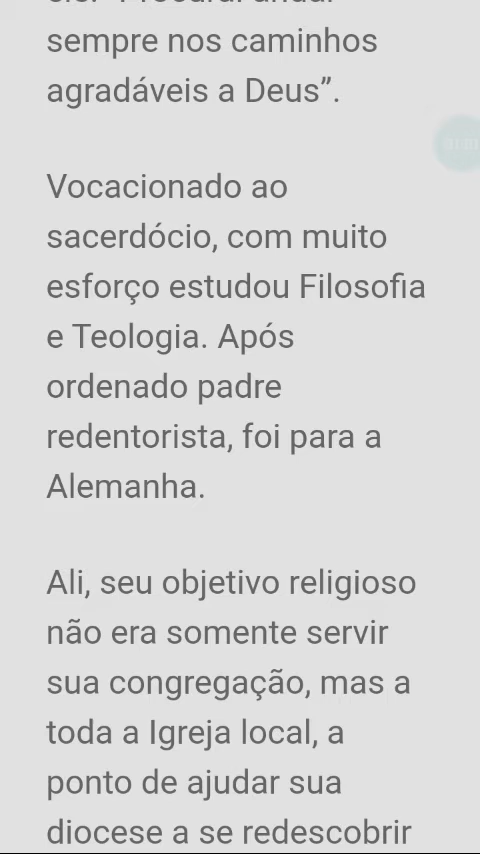 sempre nos caminhos
agradáveis a Deus”.
Vocacionado ao
sacerdócio, com muito
esforço estudou Filosofia
e Teologia. Após
ordenado padre
redentorista, foi para a
Alemanha.
Ali, seu objetivo religioso
não era somente servir
sua congregação, mas a
toda a Igreja local, a
ponto de ajudar sua
diocese a se redescobrir